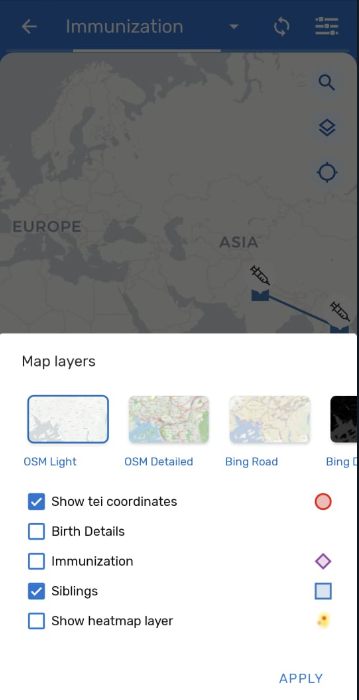 Immunization
EUROPE
ASIA
Map layers
OSM Light
OSM Detailed
Bing Road
Bing D
Show tei coordinates
Birth Details
Immunization
Siblings
Show heatmap layer
APPLY